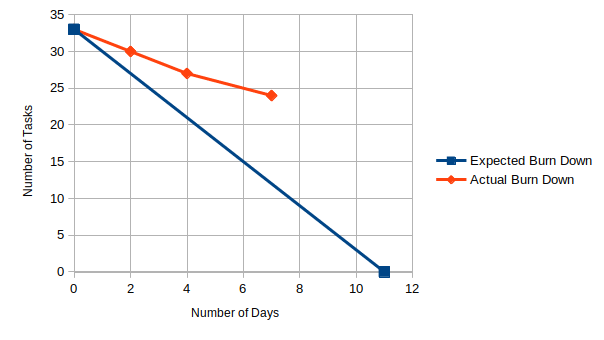 35
30
25
20
15
10
5
0
0 2 4 6 8 10 12
Number of Tasks
Number of Days
Expected Burn Down
Actual Burn Down